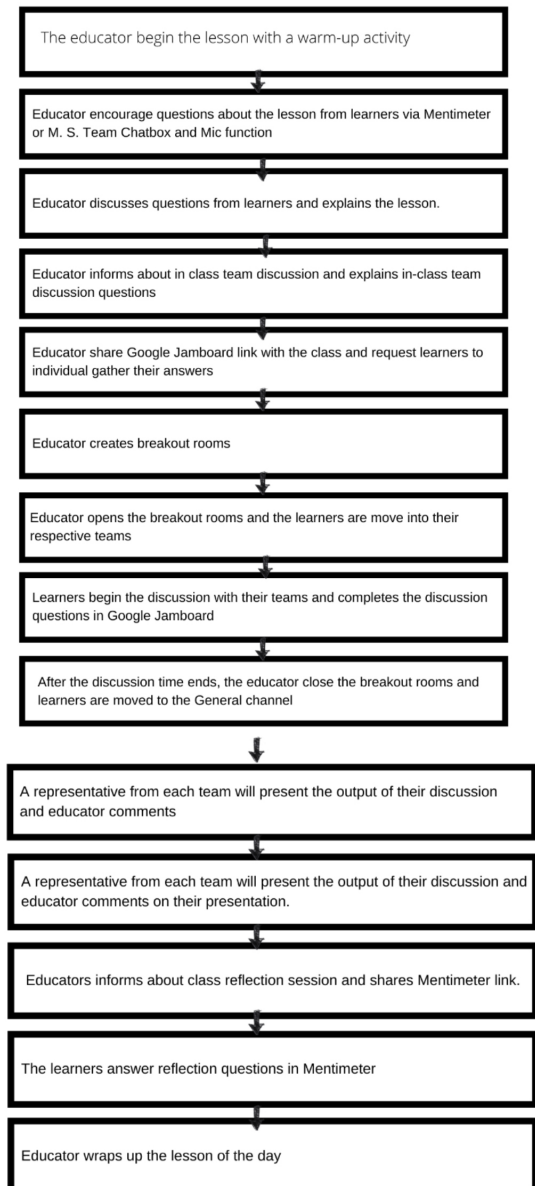 The educator begin the lesson with a warm-up activity
Educator encourage questions about the lesson from learners via Mentimeter
or M. S. Team Chatbox and Mic function
Educator discusses questions from learners and explains the lesson.
Educator informs about in class team discussion and explains in-class team
discussion questions
Educator share Google Jamboard link with the class and request learners to
individual gather their answers
Educator creates breakout rooms
Educator opens the breakout rooms and the learners are move into their
respective teams
Learners begin the discussion with their teams and completes the discussion
questions in Google Jamboard
After the discussion time ends, the educator close the breakout rooms and
learners are moved to the General channel
A representative from each team will present the output of their discussion
and educator comments
A representative from each team will present the output of their discussion and
educator comments on their presentation.
Educators informs about class reflection session and shares Mentimeter link.
The learners answer reflection questions in Mentimeter
Educator wraps up the lesson of the day